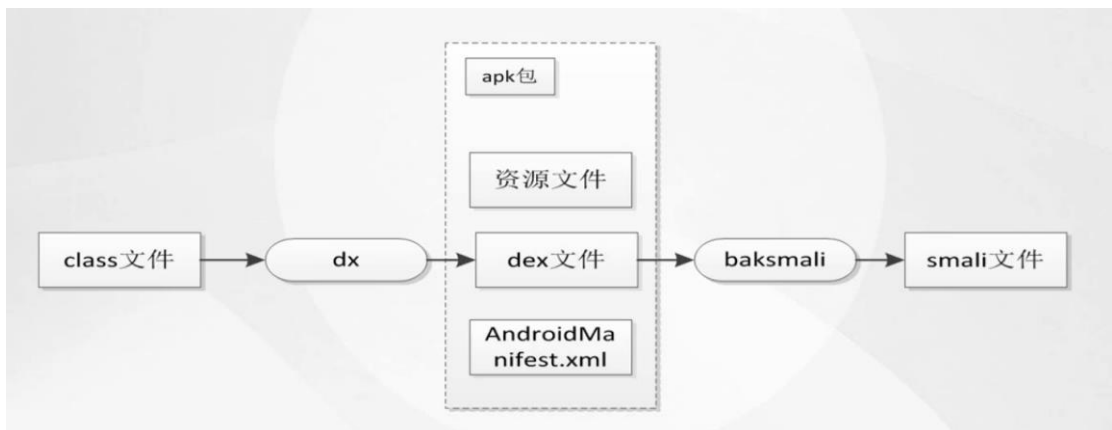 apk包
资源文件
class文件
dx
dex文件
baksmali
smali文件
AndroidMa
nifest.xml